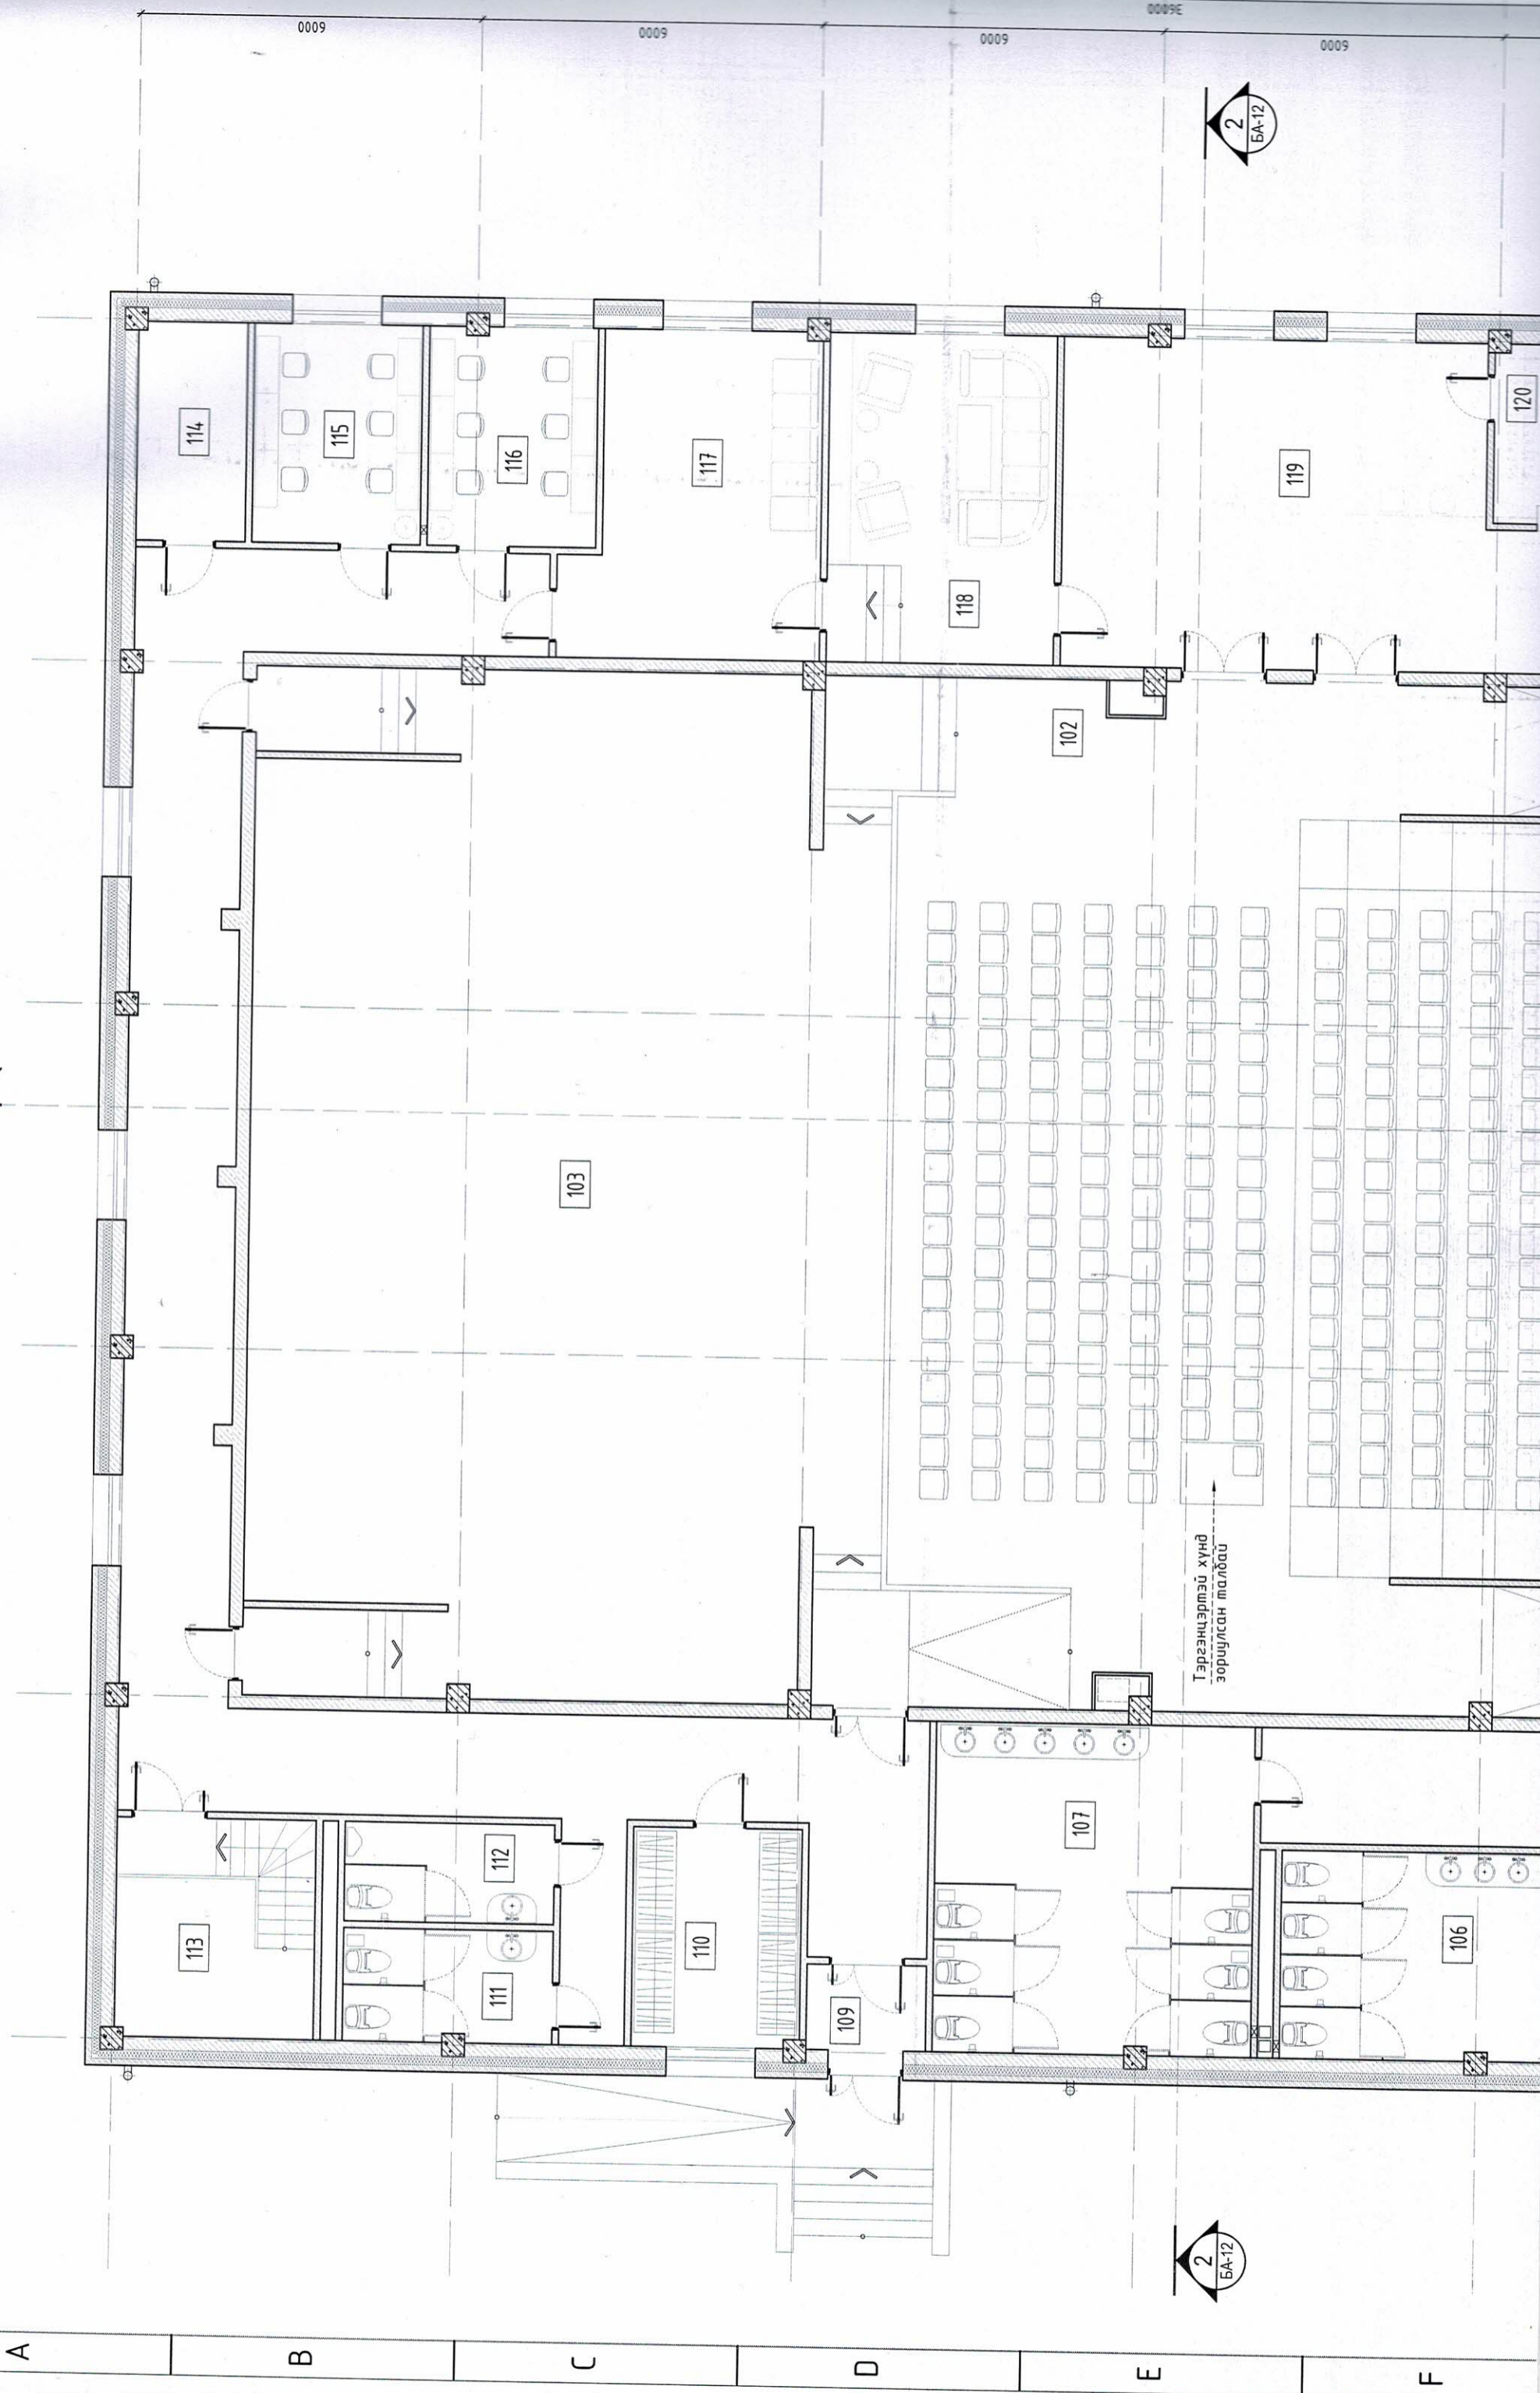 36000
6000
6000
6000
6000
2
БА-12
114
115
116
117
118
119
120
102
103
Тэргэнцэртэй хүнд
зориулсан талбай
113
112
111
110
109
107
106
2
БА-12
A
B
C
D
E
F